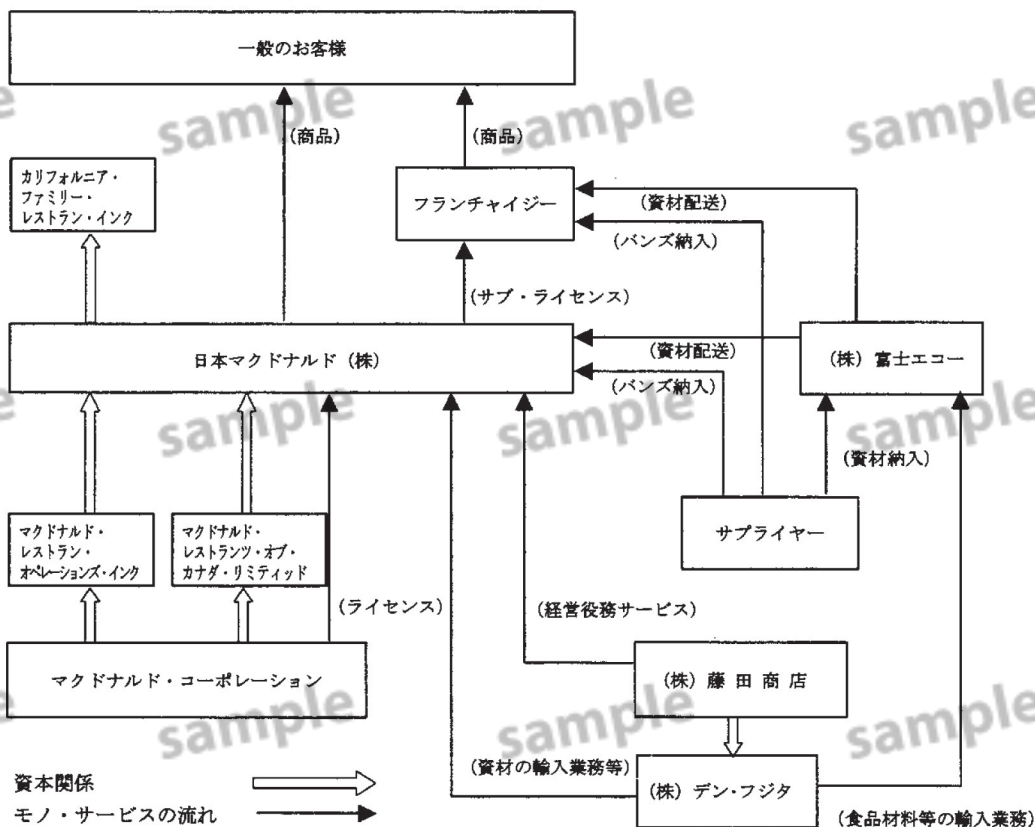 一般のお客様
(商品)
(商品)
カリフォルニア・
ファミリー・
レストラン・インク
フランチャイジー
(資材配送)
(バンズ納入)
(サブ・ライセンス)
日本マクドナルド(株)
(資材配送)
(バンズ納入)
(株)富士エコー
(資材納入)
サプライヤー
マクドナルド・
レストラン・
オペレーションズ・インク
マクドナルド・
レストランツ・オブ・
カナダ・リミティッド
(ライセンス)
(経営役務サービス)
マクドナルド・コーポレーション
(株)藤田商店
(資材の輸入業務等)
(株)デン・フジタ
(食品材料等の輸入業務)
資本関係
モノ・サービスの流れ
sample
sample
sample
sample
sample
sample
sample
sample
sample